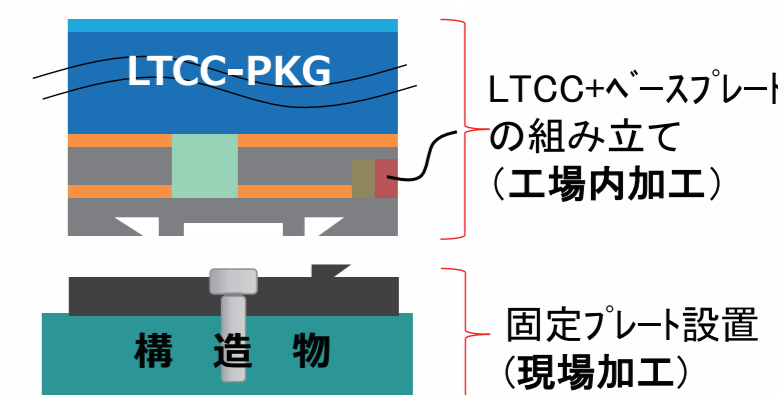 LTCC-PKG
LTCC+ベースプレート
の組み立て
（工場内加工）
固定プレート設置
（現場加工）
構造物